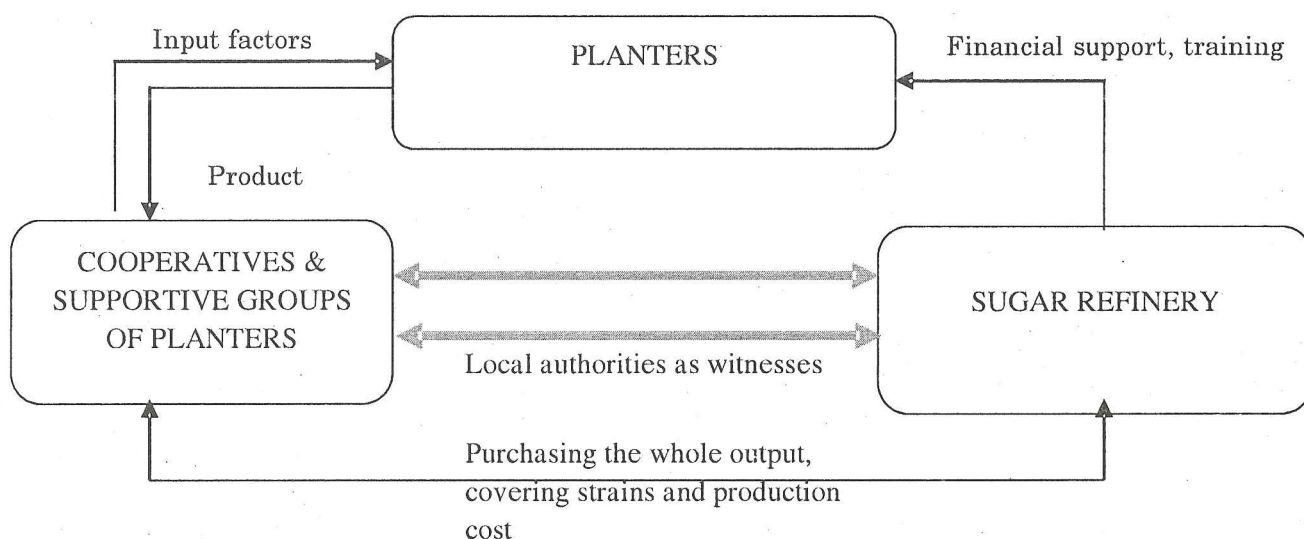 Input factors
PLANTERS
Financial support, training
Product
COOPERATIVES &
SUPPORTIVE GROUPS
OF PLANTERS
SUGAR REFINERY
Local authorities as witnesses
Purchasing the whole output,
covering strains and production
cost